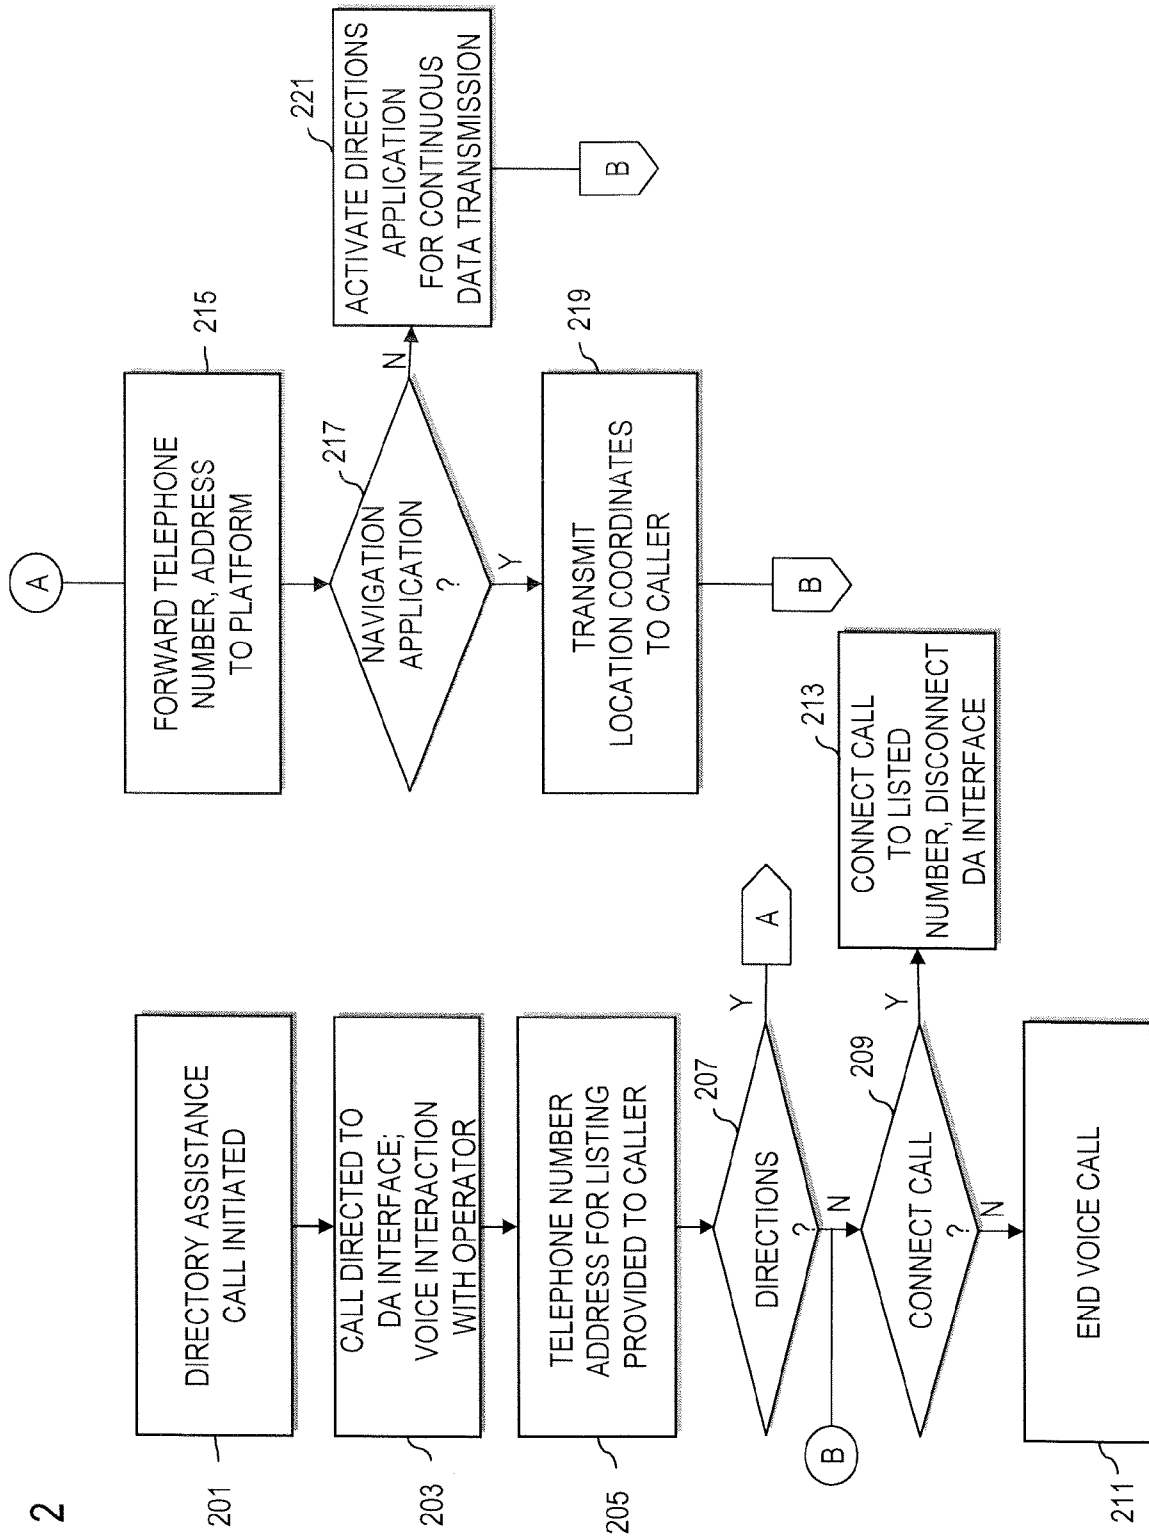 2
201
DIRECTORY ASSISTANCE
CALL INITIATED
203
CALL DIRECTED TO
DA INTERFACE;
VOICE INTERACTION
WITH OPERATOR
205
TELEPHONE NUMBER
ADDRESS FOR LISTING
PROVIDED TO CALLER
207
DIRECTIONS
?
Y
A
N
B
209
CONNECT CALL
?
Y
213
CONNECT CALL
TO LISTED
NUMBER, DISCONNECT
DA INTERFACE
N
211
END VOICE CALL
A
215
FORWARD TELEPHONE
NUMBER, ADDRESS
TO PLATFORM
217
NAVIGATION
APPLICATION
?
N
221
ACTIVATE DIRECTIONS
APPLICATION
FOR CONTINUOUS
DATA TRANSMISSION
B
Y
219
TRANSMIT
LOCATION COORDINATES
TO CALLER
B